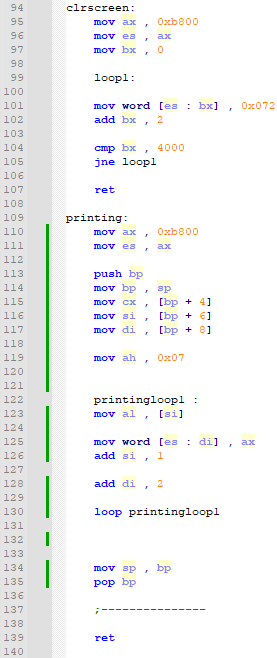 94 clrscreen:
95 mov ax , 0xb800
96 mov es , ax
97 mov bx , 0
98
99 loop1:
100
101 mov word [es : bx] , 0x072
102 add bx , 2
103
104 cmp bx , 4000
105 jne loop1
106
107 ret
108
109 printing:
110 mov ax , 0xb800
111 mov es , ax
112
113 push bp
114 mov bp , sp
115 mov cx , [bp + 4]
116 mov si , [bp + 6]
117 mov di , [bp + 8]
118
119 mov ah , 0x07
120
121
122 printingloop1 :
123 mov al , [si]
124
125 mov word [es : di] , ax
126 add si , 1
127
128 add di , 2
129
130 loop printingloop1
131
132
133
134 mov sp , bp
135 pop bp
136
137 ;---------------
138
139 ret
140